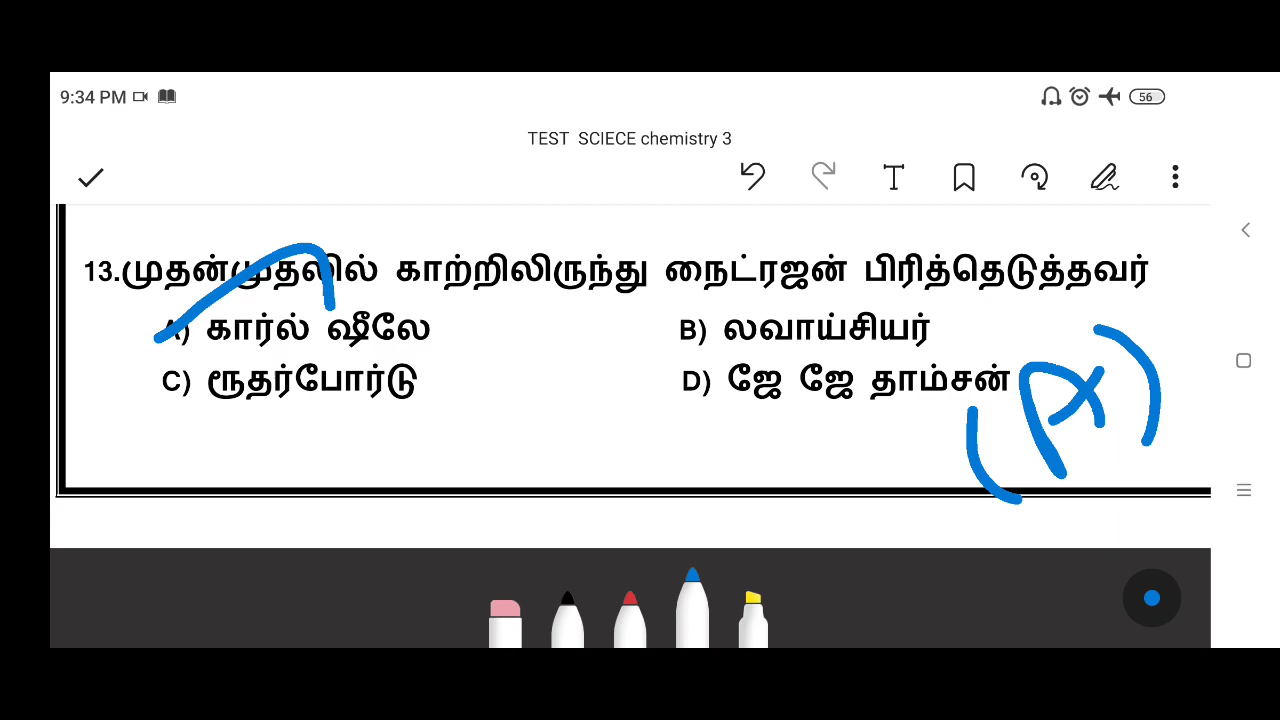 9:34 PM
56
TEST SCIECE chemistry 3
13.முதன்முதலில் காற்றிலிருந்து நைட்ரஜன் பிரித்தெடுத்தவர்
A) கார்ல் ஷீலே B) லவாய்சியர்
C) ரூதர்போர்டு D) ஜே ஜே தாம்சன்
(A)